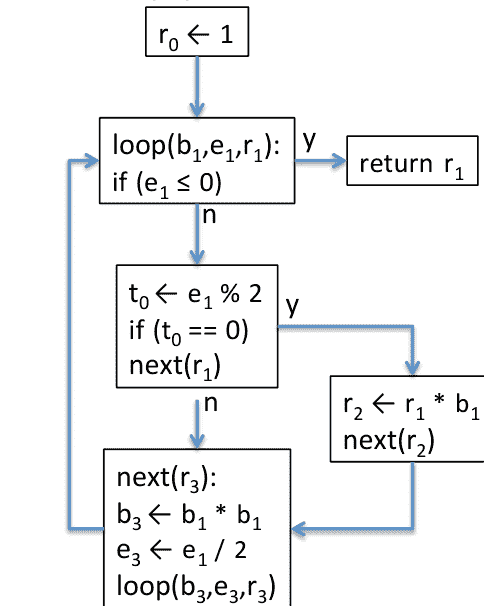 r₀ ← 1
loop(b₁,e₁,r₁):
if (e₁ ≤ 0)
y
return r₁
n
t₀ ← e₁ % 2
if (t₀ == 0)
next(r₁)
y
n
r₂ ← r₁ * b₁
next(r₂)
next(r₃):
b₃ ← b₁ * b₁
e₃ ← e₁ / 2
loop(b₃,e₃,r₃)